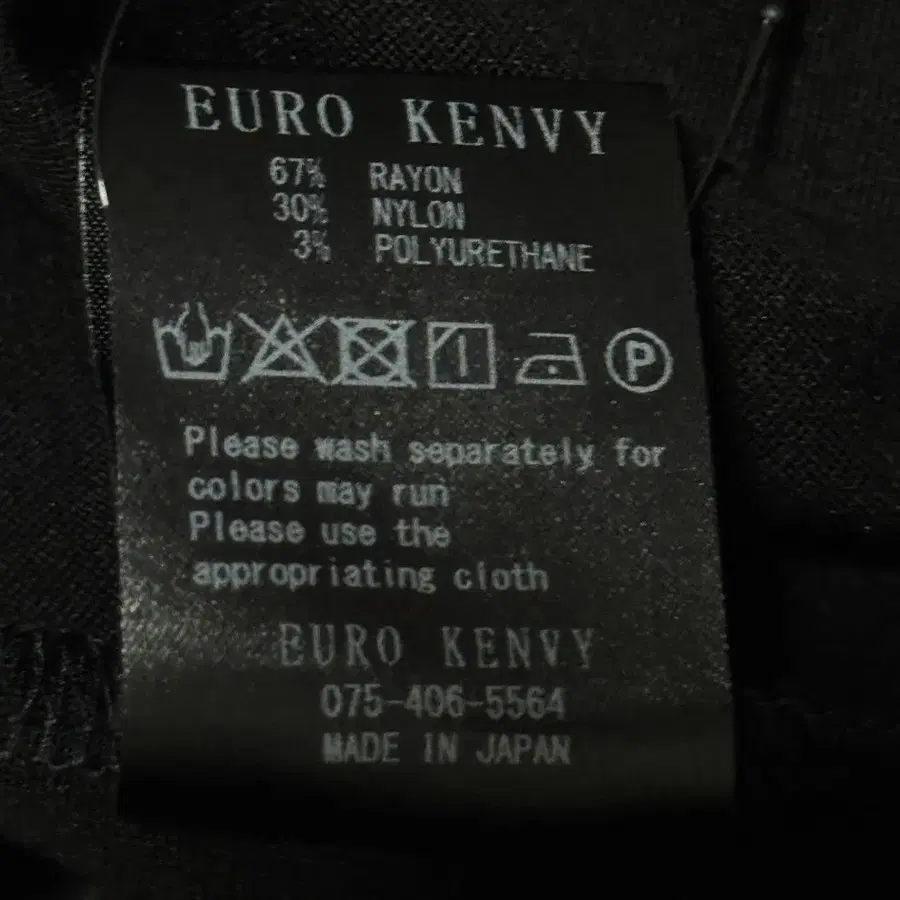 EURO KENVY
67% RAYON
30% NYLON
3% POLYURETHANE
P
Please wash separately for
colors may run
Please use the
appropriating cloth
EURO KENVY
075-406-5564
MADE IN JAPAN